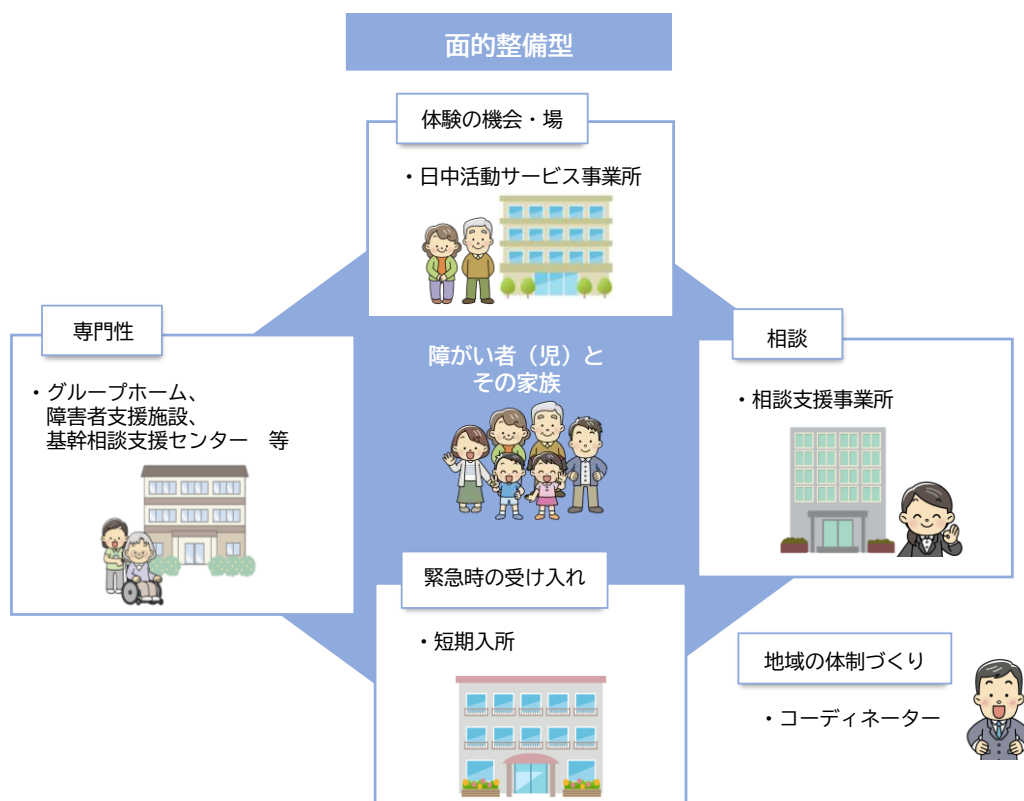 面的整備型
体験の機会・場
・日中活動サービス事業所
専門性
・グループホーム、
障害者支援施設、
基幹相談支援センター　等
障がい者（児）と
その家族
相談
・相談支援事業所
緊急時の受け入れ
・短期入所
地域の体制づくり
・コーディネーター